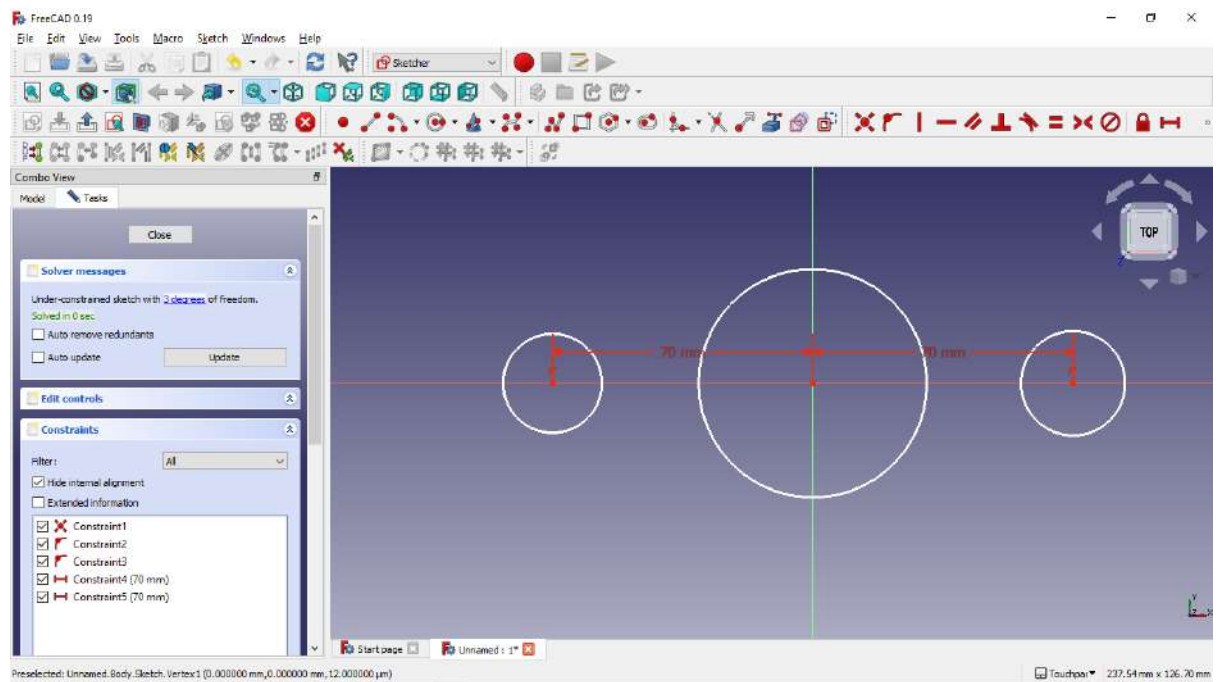 FreeCAD 0.19
File Edit View Tools Macro Sketch Windows Help
Sketcher
Combo View
Model Tasks
Close
Solver messages
Under-constrained sketch with 3 degrees of freedom.
Solved in 0 sec
Auto remove redundants
Auto update Update
Edit controls
Constraints
Filter: All
Hide internal alignment
Extended information
Constraint1
Constraint2
Constraint3
Constraint4 (70 mm)
Constraint5 (70 mm)
70 mm 70 mm
TOP
Z
Y
Z X
Start page Unnamed : 1*
Preselected: Unnamed.Body.Sketch.Vertex1 (0.000000 mm,0.000000 mm,12.000000 µm) Touchpar 237.54 mm x 126.70 mm